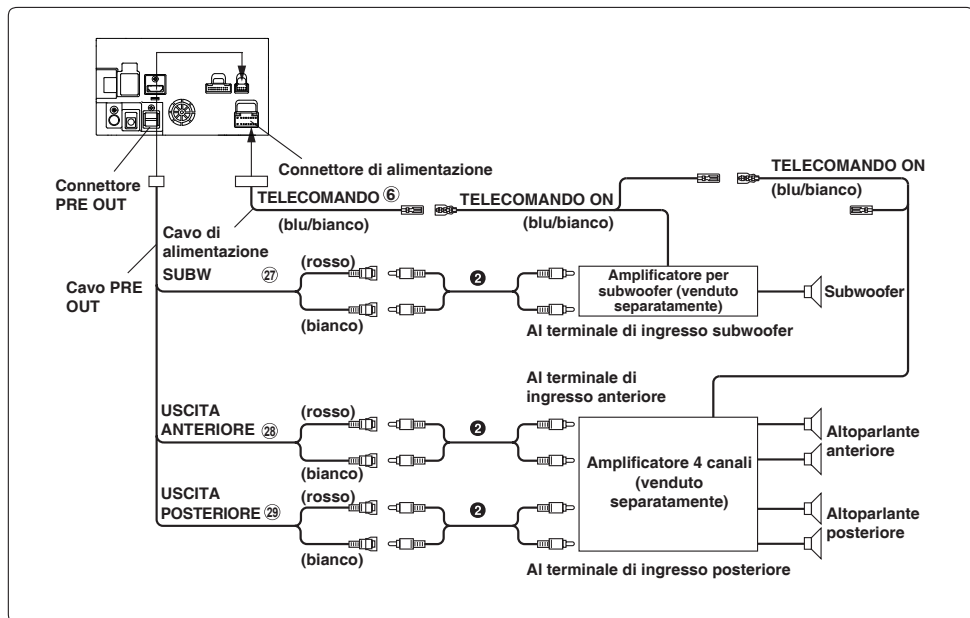 Connettore di alimentazione
TELECOMANDO ON
(blu/bianco)
Connettore
PRE OUT
TELECOMANDO ⑥
(blu/bianco)
TELECOMANDO ON
(blu/bianco)
Cavo di
alimentazione
Cavo PRE
OUT
SUBW ㉗
(rosso)
(bianco)
❷
Amplificatore per
subwoofer (venduto
separatamente)
Subwoofer
Al terminale di ingresso subwoofer
Al terminale di
ingresso anteriore
USCITA
ANTERIORE ㉘
(rosso)
(bianco)
❷
Amplificatore 4 canali
(venduto
separatamente)
Altoparlante
anteriore
USCITA
POSTERIORE ㉙
(rosso)
(bianco)
❷
Altoparlante
posteriore
Al terminale di ingresso posteriore